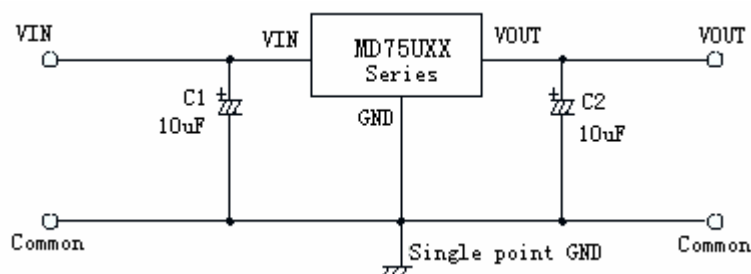 VIN
VIN
MD75UXX
Series
VOUT
VOUT
C1
10uF
GND
C2
10uF
Common
Single point GND
Common